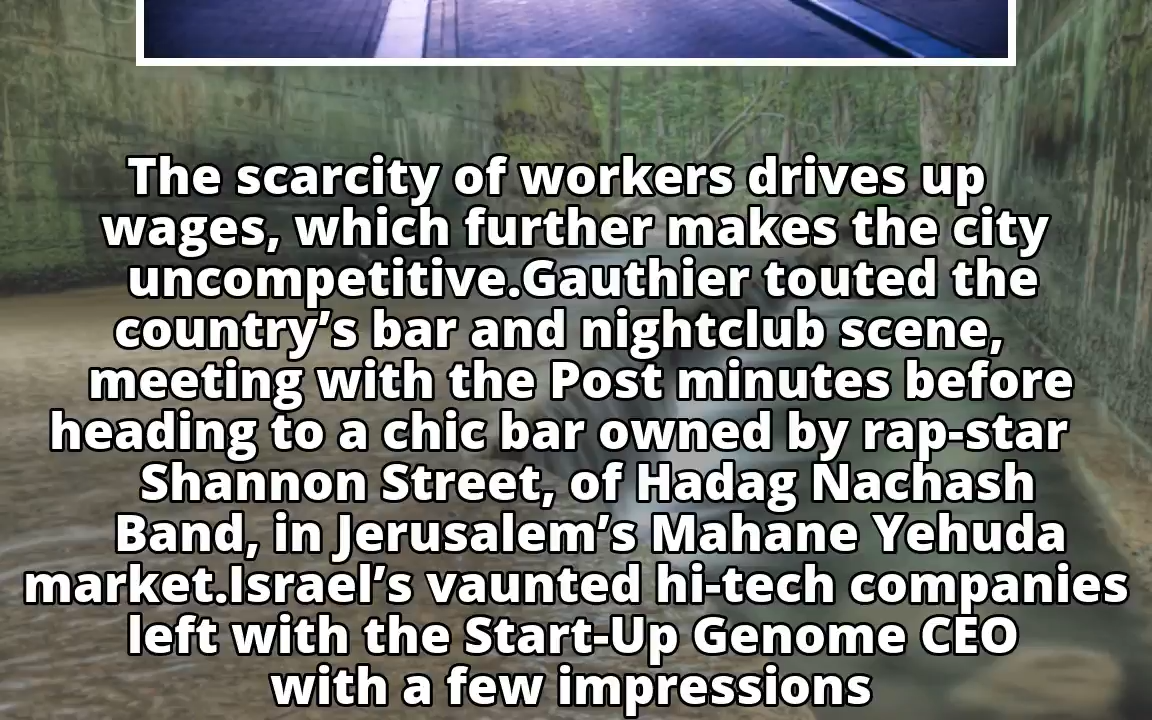 The scarcity of workers drives up
wages, which further makes the city
uncompetitive.Gauthier touted the
country’s bar and nightclub scene,
meeting with the Post minutes before
heading to a chic bar owned by rap-star
Shannon Street, of Hadag Nachash
Band, in Jerusalem’s Mahane Yehuda
market.Israel’s vaunted hi-tech companies
left with the Start-Up Genome CEO
with a few impressions